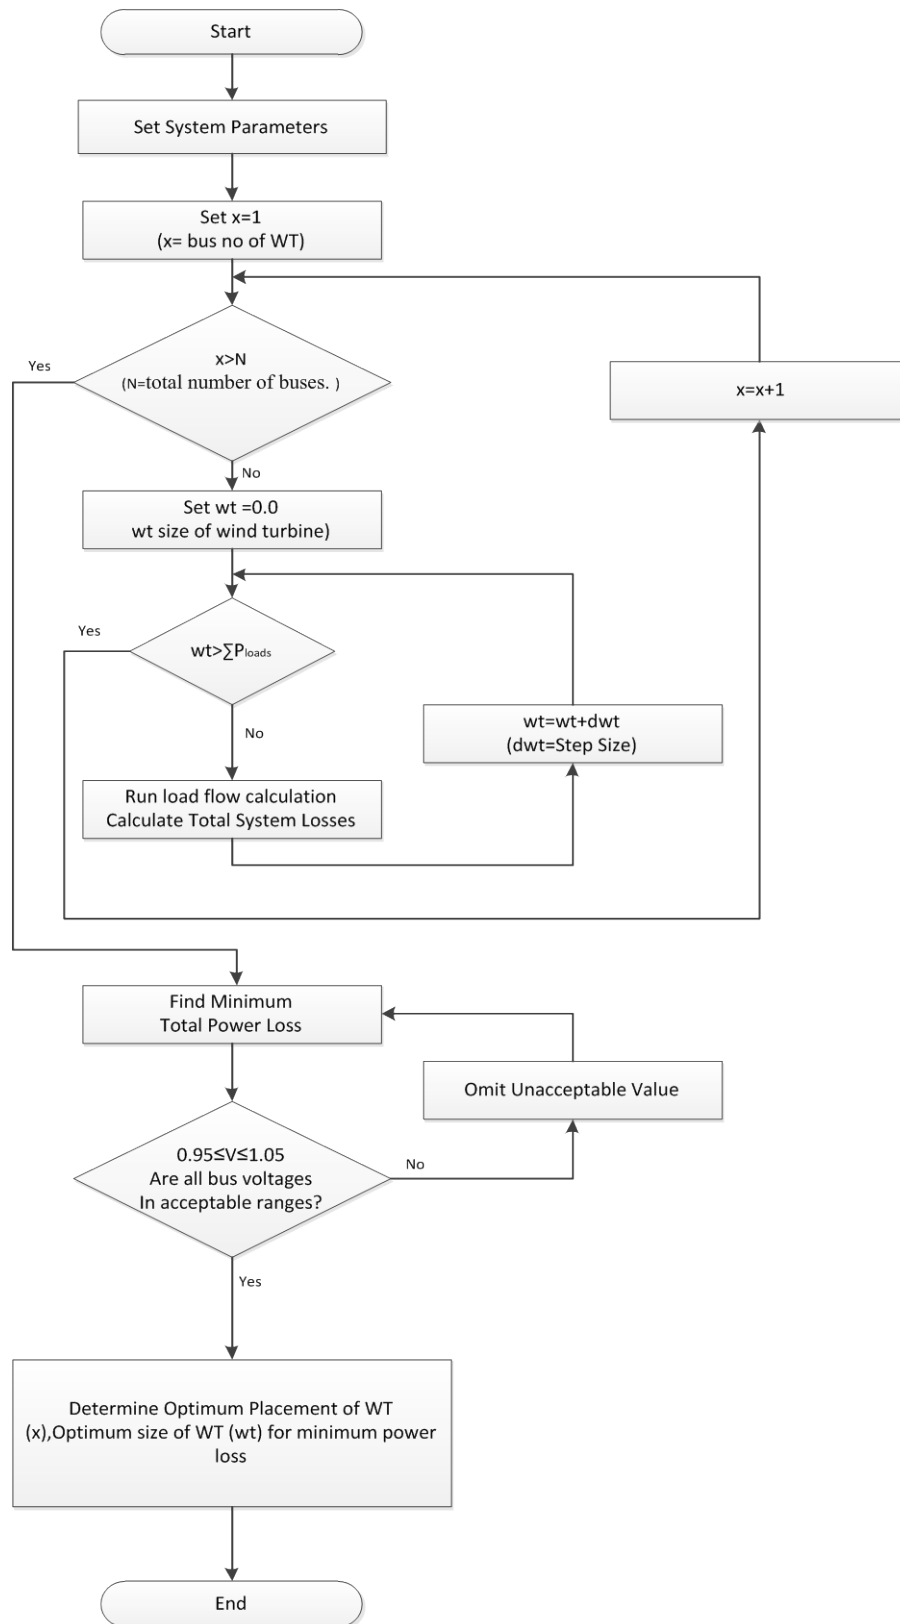 Start
Set System Parameters
Set x=1
(x= bus no of WT)
x>N
(N=total number of buses. )
Yes
x=x+1
No
Set wt =0.0
wt size of wind turbine)
Yes
wt>∑Ploads
No
wt=wt+dwt
(dwt=Step Size)
Run load flow calculation
Calculate Total System Losses
Find Minimum
Total Power Loss
Omit Unacceptable Value
0.95≤V≤1.05
Are all bus voltages
In acceptable ranges?
No
Yes
Determine Optimum Placement of WT
(x),Optimum size of WT (wt) for minimum power
loss
End